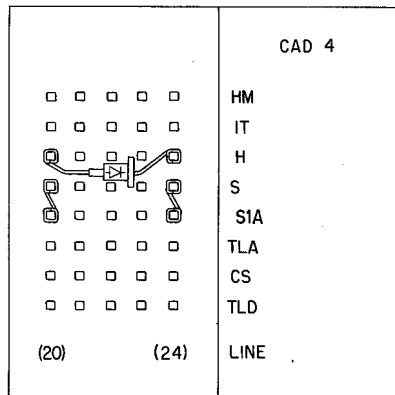 CAD 4
HM
IT
H
S
S1A
TLA
CS
TLD
(20) (24) LINE